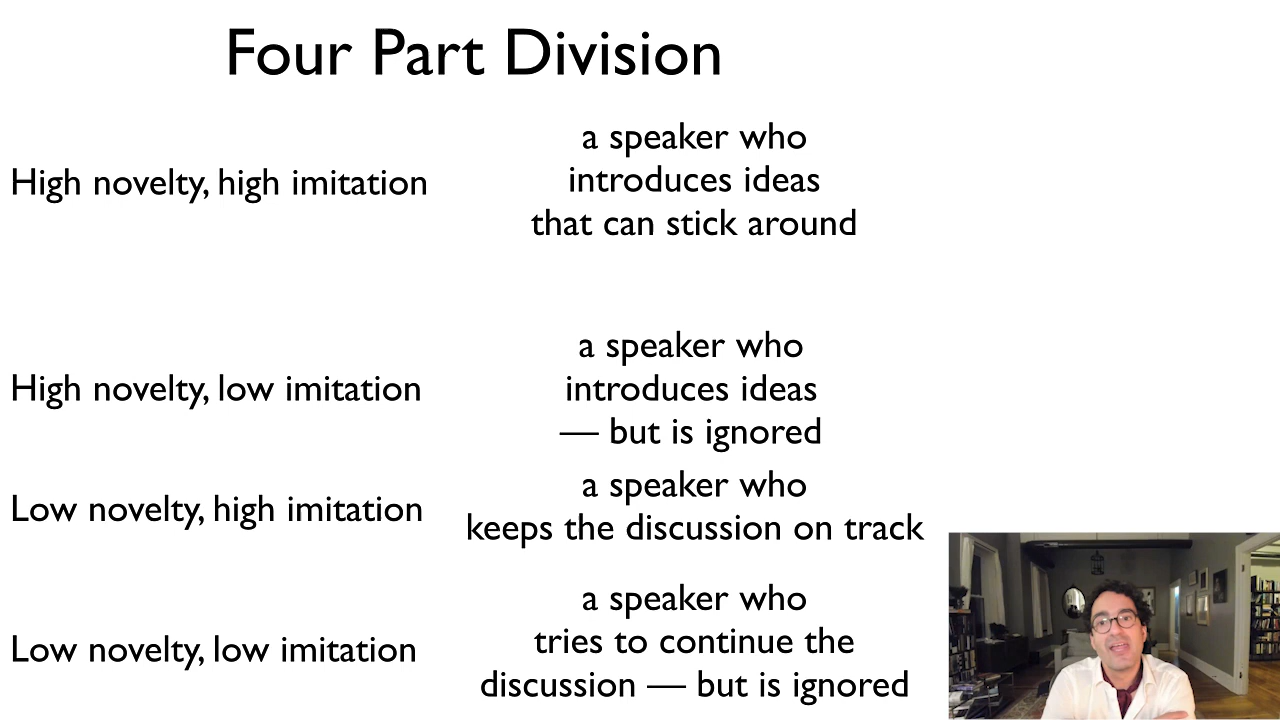 Four Part Division
High novelty, high imitation
a speaker who
introduces ideas
that can stick around
High novelty, low imitation
a speaker who
introduces ideas
— but is ignored
Low novelty, high imitation
a speaker who
keeps the discussion on track
Low novelty, low imitation
a speaker who
tries to continue the
discussion — but is ignored